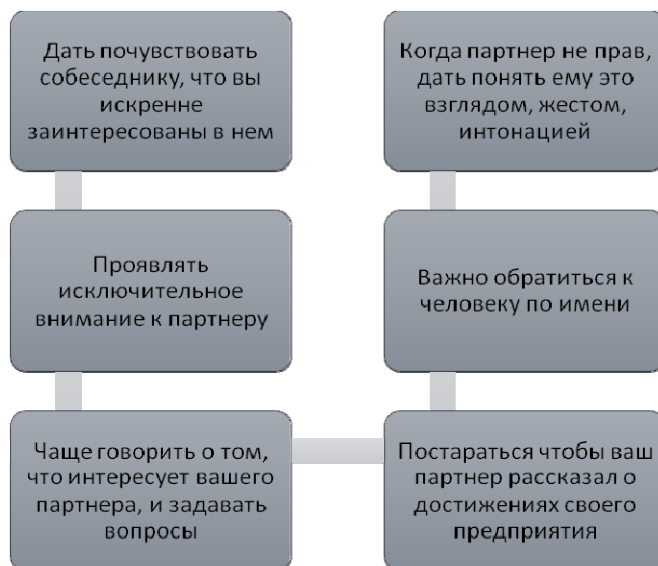 Дать почувствовать
собеседнику, что вы
искренне
заинтересованы в нем
Проявлять
исключительное
внимание к партнеру
Чаще говорить о том,
что интересует вашего
партнера, и задавать
вопросы
Постараться чтобы ваш
партнер рассказал о
достижениях своего
предприятия
Важно обратиться к
человеку по имени
Когда партнер не прав,
дать понять ему это
взглядом, жестом,
интонацией